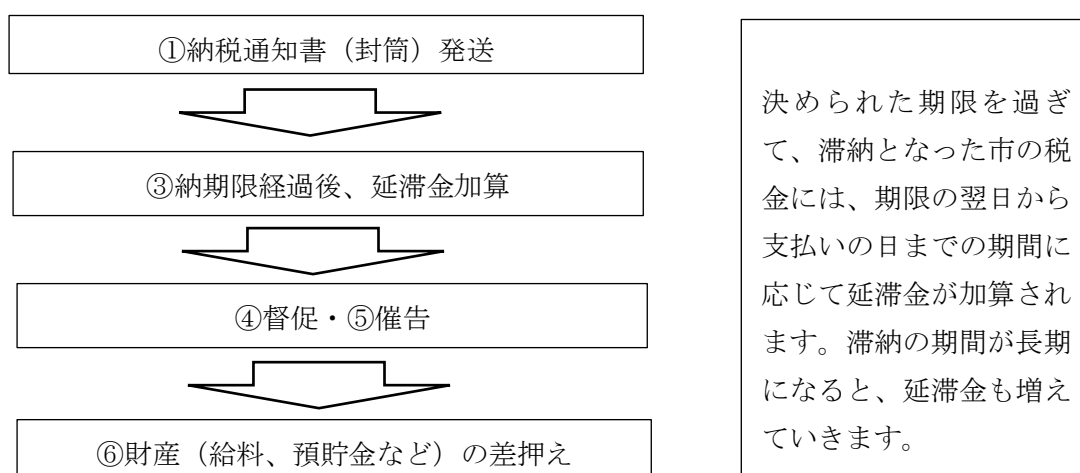 ①納税通知書（封筒）発送
③納期限経過後、延滞金加算
④督促・⑤催告
⑥財産（給料、預貯金など）の差押え
決められた期限を過ぎ
て、滞納となった市の税
金には、期限の翌日から
支払いの日までの期間に
応じて延滞金が加算され
ます。滞納の期間が長期
になると、延滞金も増え
ていきます。